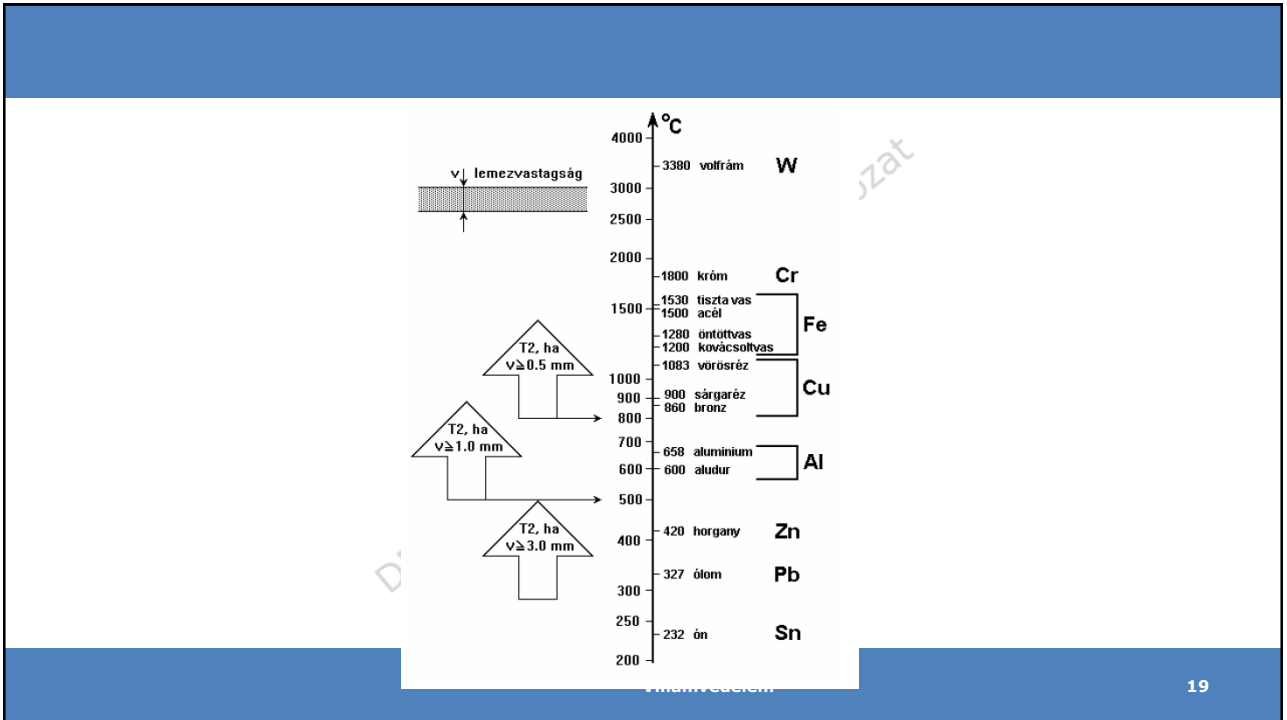 °C
4000
3380 volfrám W
v lemezvastagság
3000
2500
2000
1800 króm Cr
1530 tiszta vas
1500
1500 acél
Fe
1280 öntöttvas
1200 kovácsoltvas
T2, ha
v≧0.5 mm
1083 vörösréz
1000
Cu
900
900 sárgaréz
860 bronz
800
T2, ha
v≧1.0 mm
700
658 aluminium
Al
600
600 aludur
500
T2, ha
v≧3.0 mm
420 horgany Zn
400
327 ólom Pb
300
250
232 ón Sn
200
19